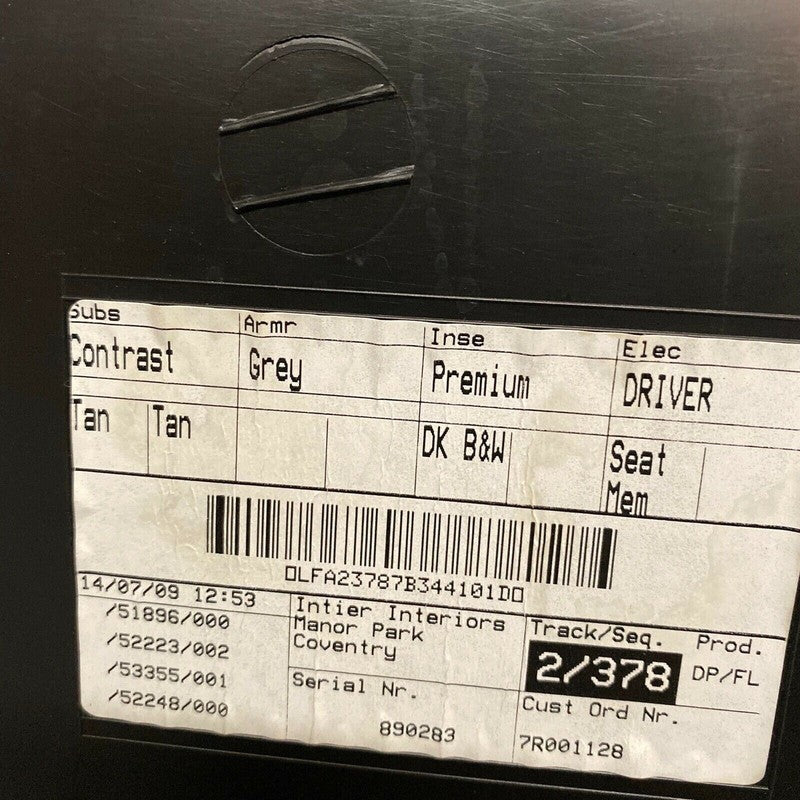 Subs Armr Inse Elec
Contrast Grey Premium DRIVER
Tan Tan DK B&W Seat Mem
LFA23787B344101D
14/07/09 12:53
/51896/000
/52223/002
/53355/001
/52248/000
Intier Interiors
Manor Park
Coventry
Serial Nr.
890283
Track/Seq. Prod.
2/378 DP/FL
Cust Ord Nr.
7R001128